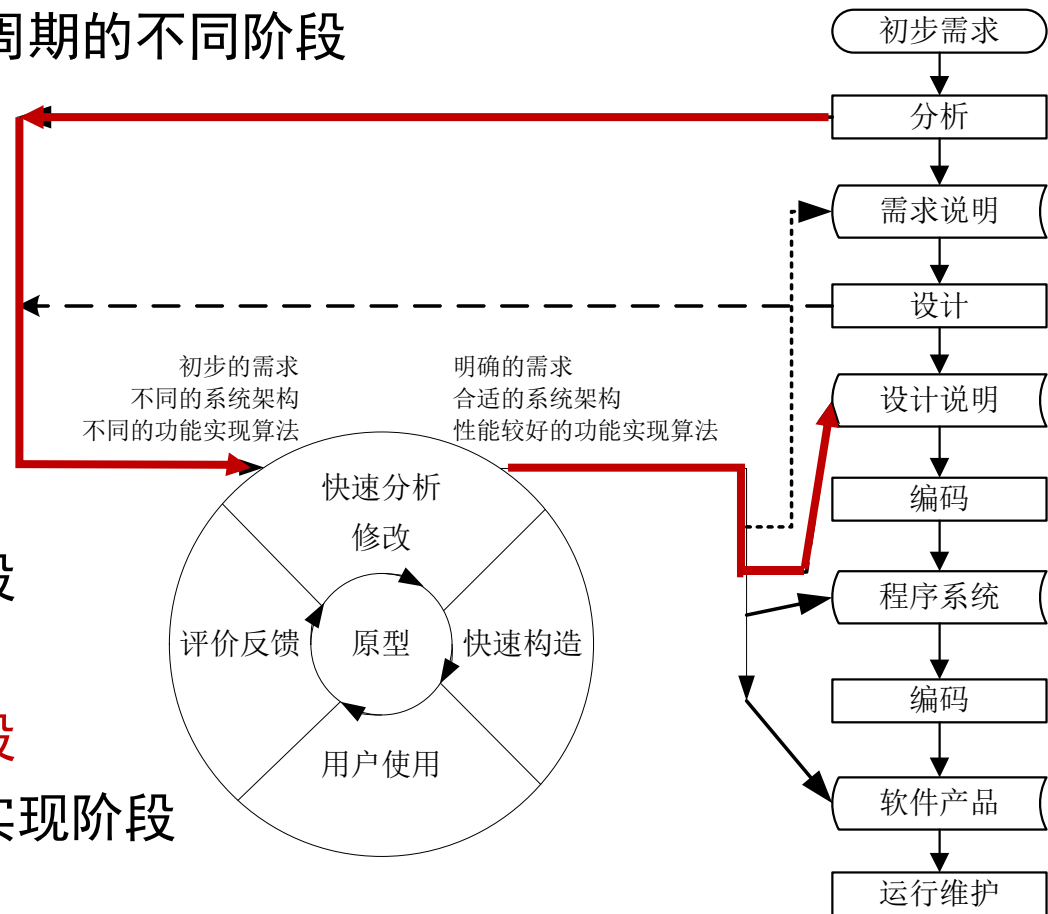 周期的不同阶段
初步需求
分析
需求说明
设计
初步的需求
不同的系统架构
不同的功能实现算法
明确的需求
合适的系统架构
性能较好的功能实现算法
设计说明
快速分析
修改
编码
段
程序系统
评价反馈
原型
快速构造
编码
段
用户使用
实现阶段
软件产品
运行维护